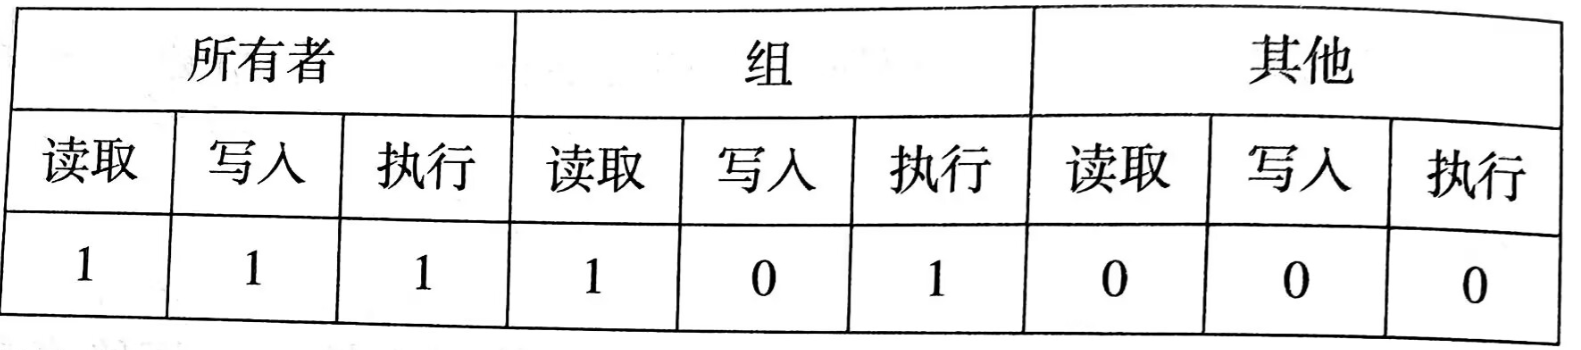 所有者 组 其他
读取 写入 执行 读取 写入 执行 读取 写入 执行
1 1 1 1 0 1 0 0 0